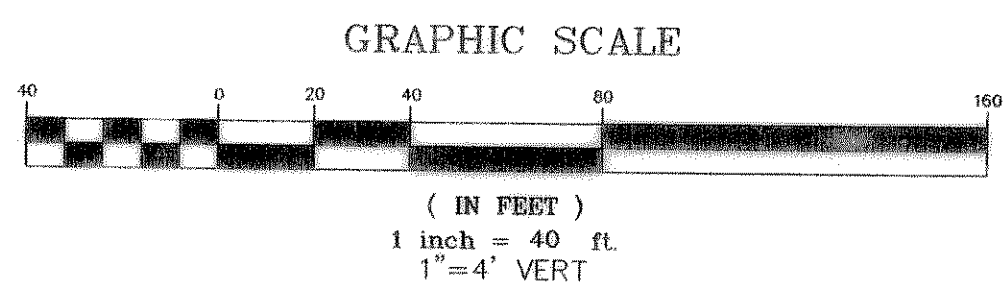 GRAPHIC SCALE
40 0 20 40 80 160
( IN FEET )
1 inch = 40 ft.
1"=4' VERT